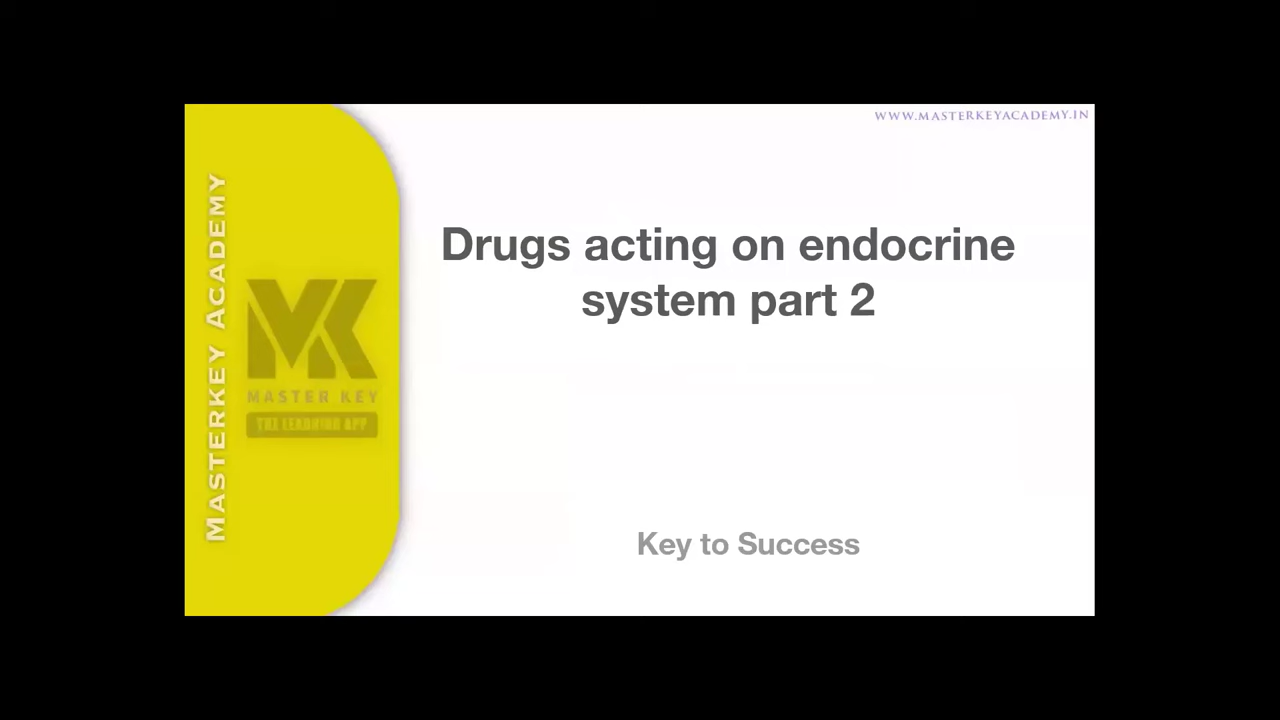 WWW.MASTERKEYACADEMY.IN
MASTERKEY ACADEMY
MK
MASTER KEY
THE LEARNING APP
Drugs acting on endocrine
system part 2
Key to Success